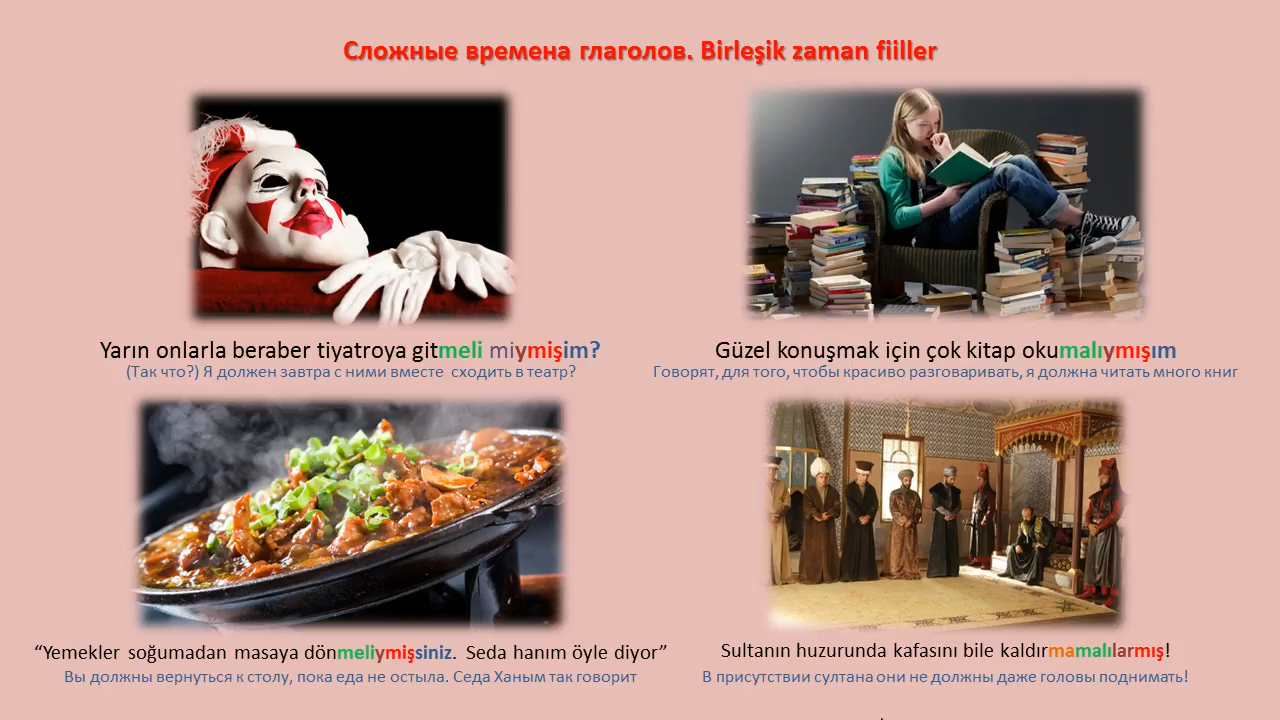 Сложные времена глаголов. Birleşik zaman fiiller
Yarın onlarla beraber tiyatroya gitmeli miymişim?
(Так что?) Я должен завтра с ними вместе сходить в театр?
Güzel konuşmak için çok kitap okumalıymışım
Говорят, для того, чтобы красиво разговаривать, я должна читать много книг
“Yemekler soğumadan masaya dönmeliymişsiniz. Seda hanım öyle diyor”
Вы должны вернуться к столу, пока еда не остыла. Седа Ханым так говорит
Sultanın huzurunda kafasını bile kaldırmamalılarmış!
В присутствии султана они не должны даже головы поднимать!